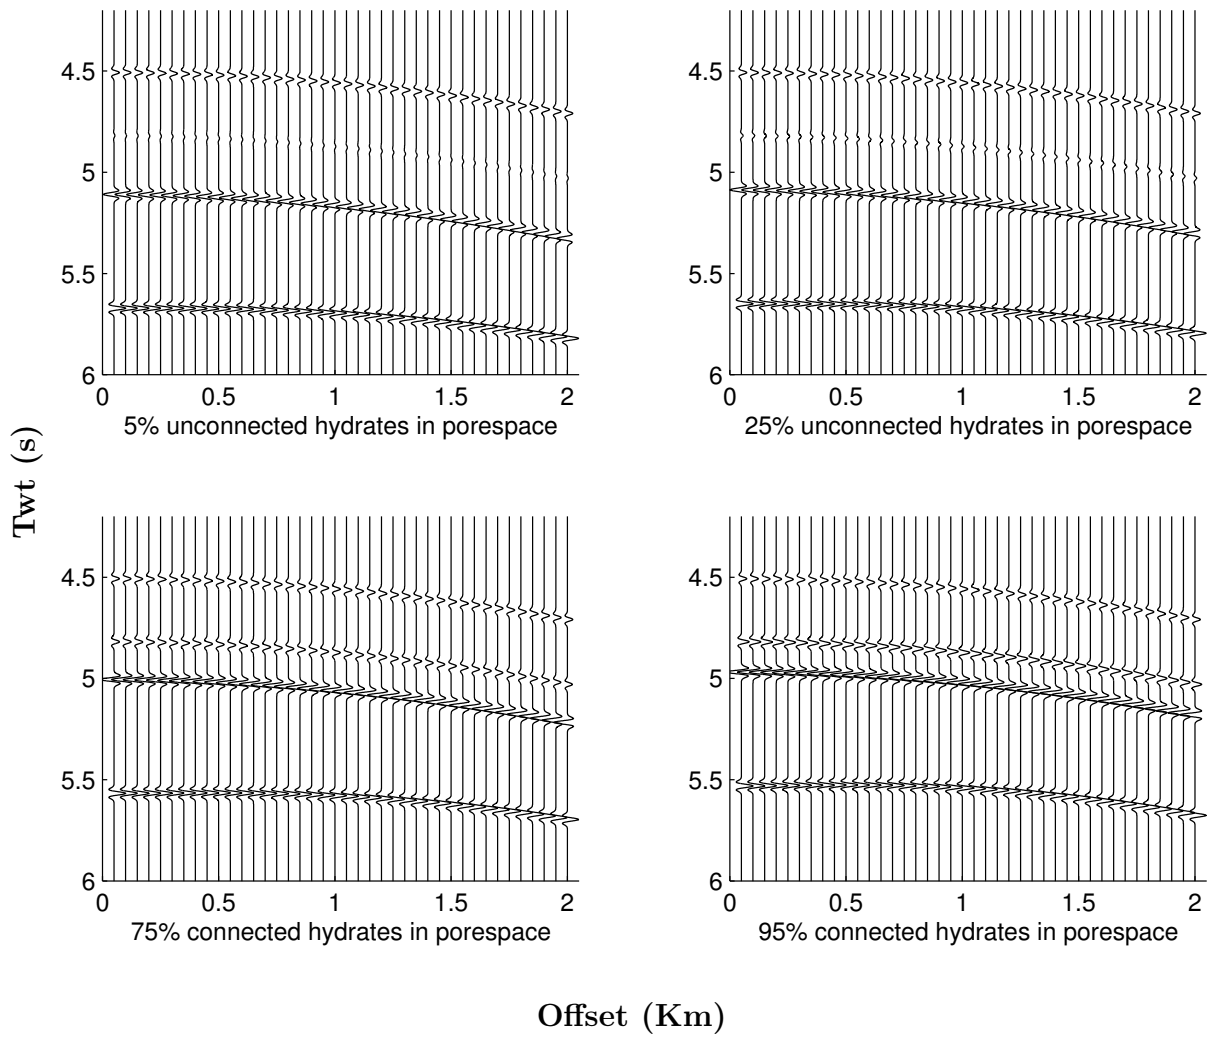 4.5
5
5.5
6
0 0.5 1 1.5 2
5% unconnected hydrates in porespace
4.5
5
5.5
6
0 0.5 1 1.5 2
25% unconnected hydrates in porespace
Twt (s)
4.5
5
5.5
6
0 0.5 1 1.5 2
75% connected hydrates in porespace
4.5
5
5.5
6
0 0.5 1 1.5 2
95% connected hydrates in porespace
Offset (Km)